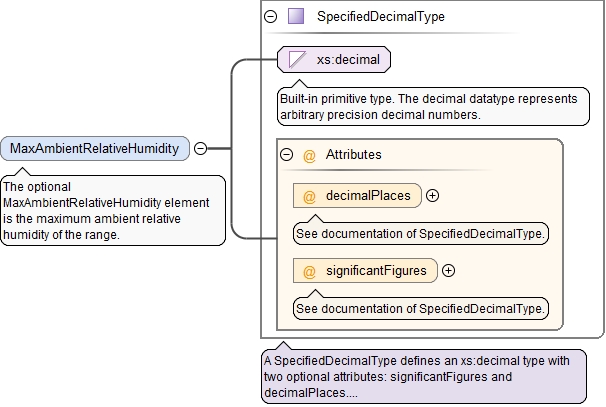 SpecifiedDecimalType
xs:decimal
Built-in primitive type. The decimal datatype represents
arbitrary precision decimal numbers.
MaxAmbientRelativeHumidity
The optional
MaxAmbientRelativeHumidity element
is the maximum ambient relative
humidity of the range.
@ Attributes
@ decimalPlaces
See documentation of SpecifiedDecimalType.
@ significantFigures
See documentation of SpecifiedDecimalType.
A SpecifiedDecimalType defines an xs:decimal type with
two optional attributes: significantFigures and
decimalPlaces....